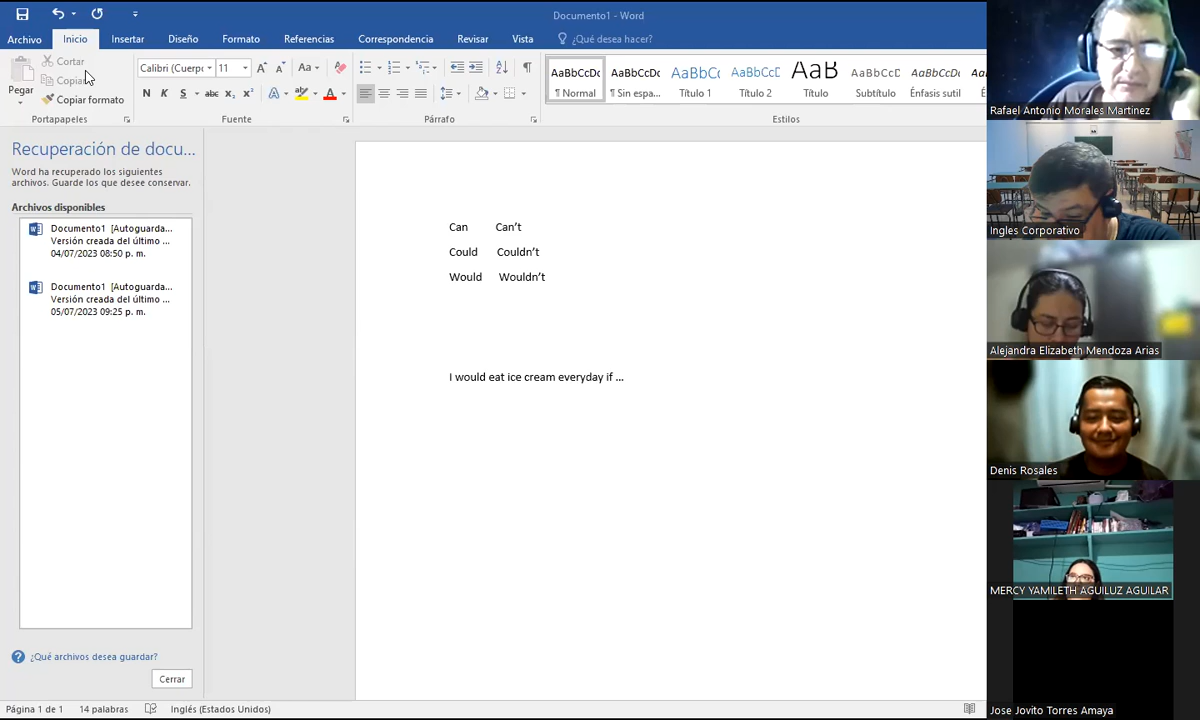 Documento1 - Word
Archivo Inicio Insertar Diseño Formato Referencias Correspondencia Revisar Vista ¿Qué desea hacer?
Cortar
Copiar
Copiar formato
Pegar
Portapapeles
Calibri (Cuerpo 11
N K S abc x₂ x²
Fuente
Párrafo
AaBbCcDc AaBbCcDc AaBbCc AaBbCcD AaB AaBbCcD AaBbCcDc
¶ Normal ¶ Sin espa... Título 1 Título 2 Título Subtítulo Énfasis sutil
Estilos
Recuperación de docu...
Word ha recuperado los siguientes
archivos. Guarde los que desee conservar.
Archivos disponibles
Documento1 [Autoguarda...
Versión creada del último ...
04/07/2023 08:50 p. m.
Documento1 [Autoguarda...
Versión creada del último ...
05/07/2023 09:25 p. m.
¿Qué archivos desea guardar?
Cerrar
Can Can't
Could Couldn't
Would Wouldn't
I would eat ice cream everyday if ...
Página 1 de 1 14 palabras Inglés (Estados Unidos)
Rafael Antonio Morales Martinez
Ingles Corporativo
Alejandra Elizabeth Mendoza Arias
Denis Rosales
MERCY YAMILETH AGUILUZ AGUILAR
Jose Jovito Torres Amaya